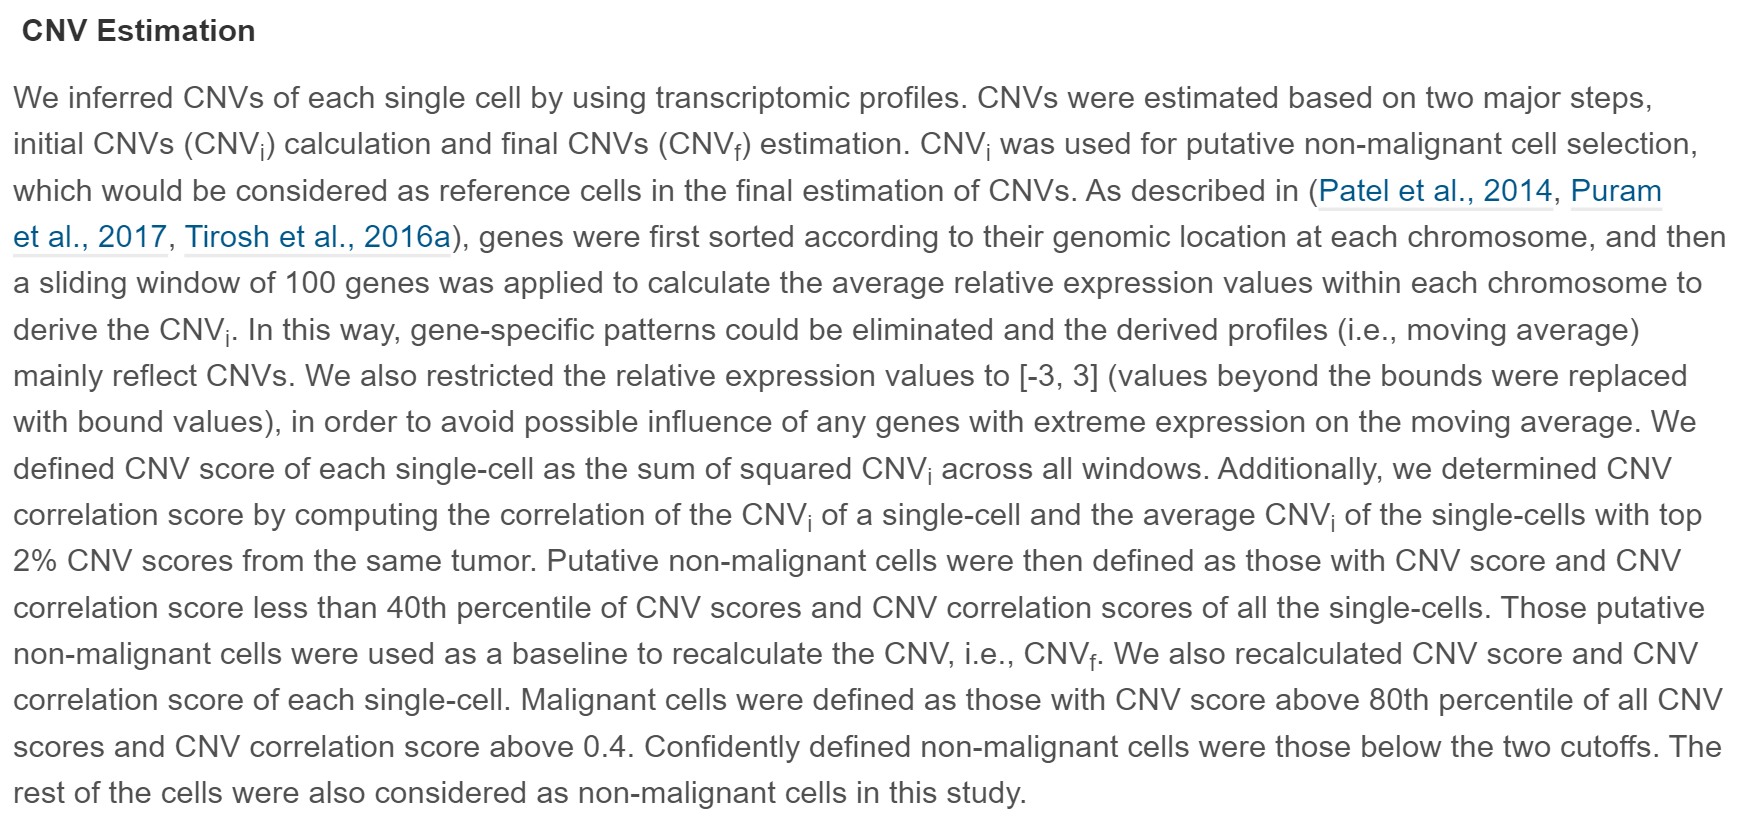 CNV Estimation
We inferred CNVs of each single cell by using transcriptomic profiles. CNVs were estimated based on two major steps,
initial CNVs (CNVi) calculation and final CNVs (CNVf) estimation. CNVi was used for putative non-malignant cell selection,
which would be considered as reference cells in the final estimation of CNVs. As described in (Patel et al., 2014, Puram
et al., 2017, Tirosh et al., 2016a), genes were first sorted according to their genomic location at each chromosome, and then
a sliding window of 100 genes was applied to calculate the average relative expression values within each chromosome to
derive the CNVi. In this way, gene-specific patterns could be eliminated and the derived profiles (i.e., moving average)
mainly reflect CNVs. We also restricted the relative expression values to [-3, 3] (values beyond the bounds were replaced
with bound values), in order to avoid possible influence of any genes with extreme expression on the moving average. We
defined CNV score of each single-cell as the sum of squared CNVi across all windows. Additionally, we determined CNV
correlation score by computing the correlation of the CNVi of a single-cell and the average CNVi of the single-cells with top
2% CNV scores from the same tumor. Putative non-malignant cells were then defined as those with CNV score and CNV
correlation score less than 40th percentile of CNV scores and CNV correlation scores of all the single-cells. Those putative
non-malignant cells were used as a baseline to recalculate the CNV, i.e., CNVf. We also recalculated CNV score and CNV
correlation score of each single-cell. Malignant cells were defined as those with CNV score above 80th percentile of all CNV
scores and CNV correlation score above 0.4. Confidently defined non-malignant cells were those below the two cutoffs. The
rest of the cells were also considered as non-malignant cells in this study.